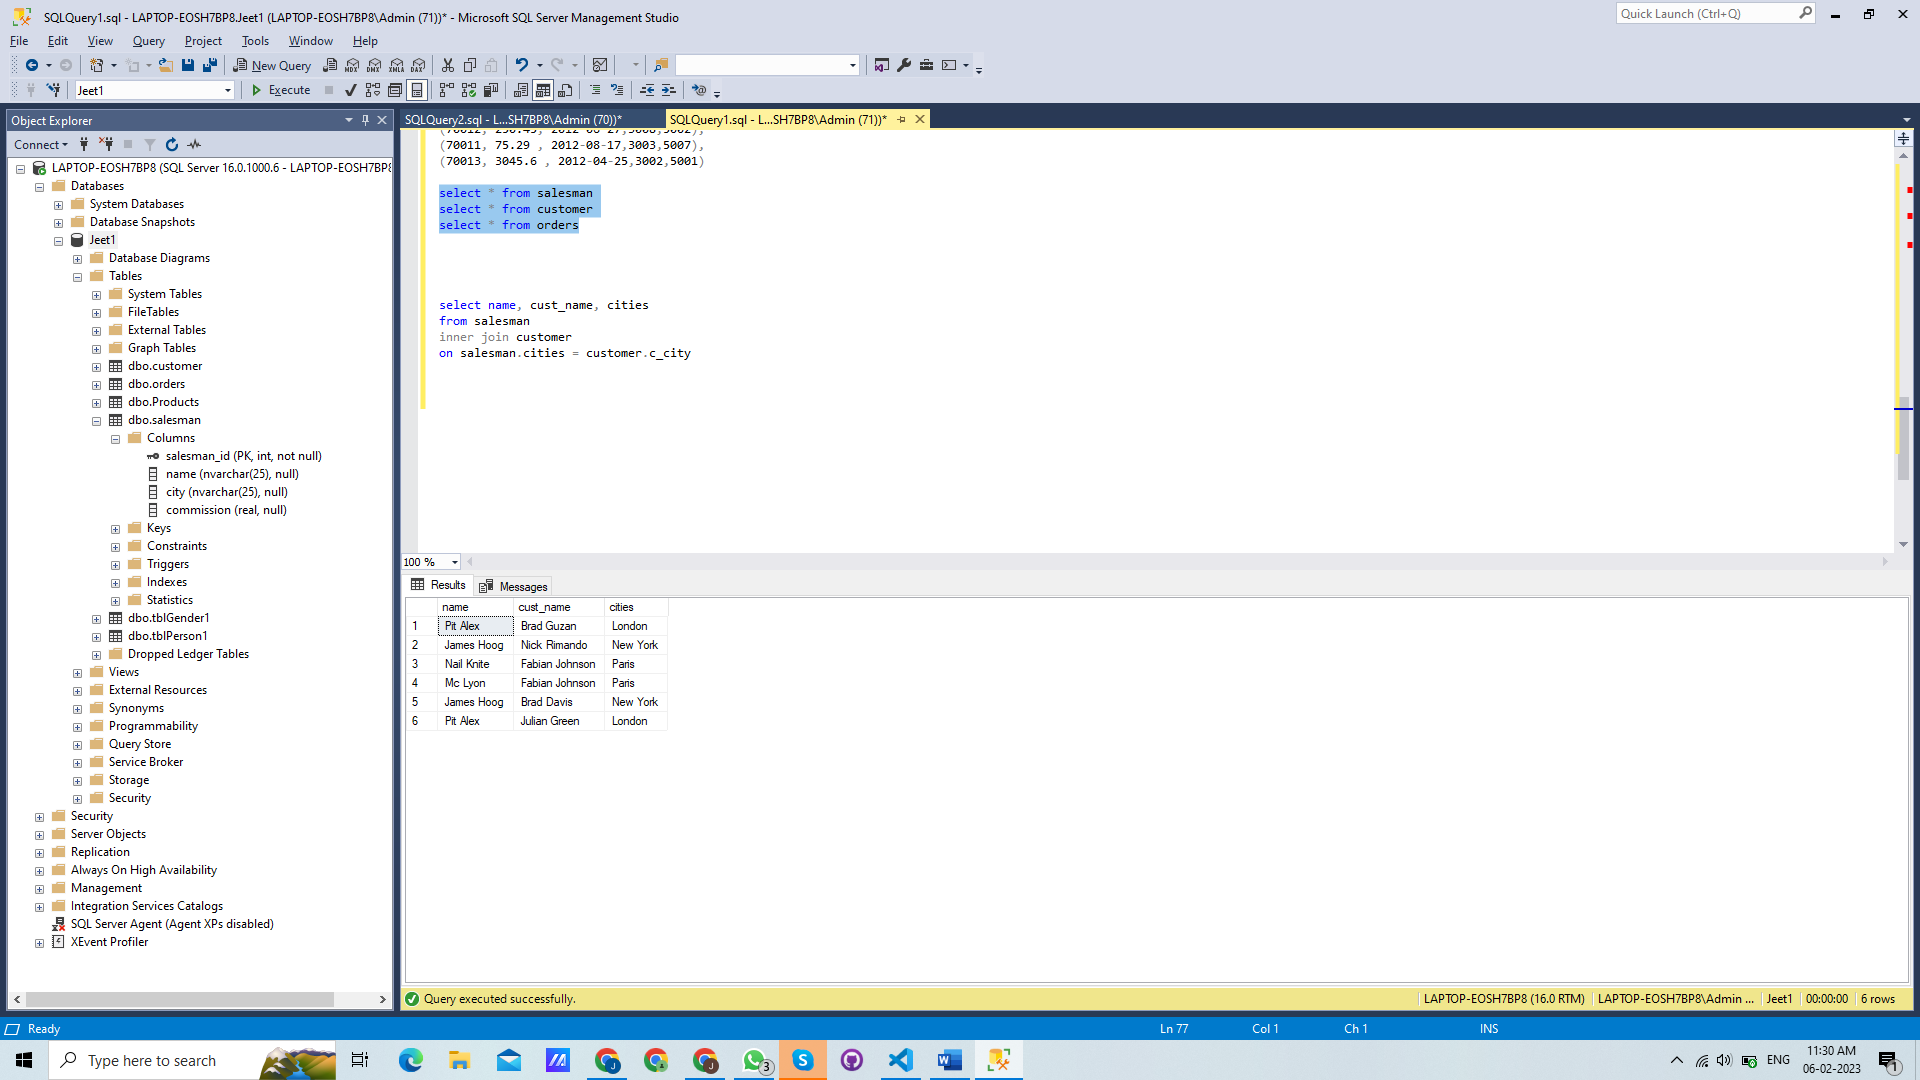 SQLQuery1.sql - LAPTOP-EOSH7BP8.Jeet1 (LAPTOP-EOSH7BP8\Admin (71))* - Microsoft SQL Server Management Studio
Quick Launch (Ctrl+Q)
File Edit View Query Project Tools Window Help
New Query MDX DMX XMLA DAX
Jeet1 Execute
Object Explorer
Connect
LAPTOP-EOSH7BP8 (SQL Server 16.0.1000.6 - LAPTOP-EOSH7BP8
Databases
System Databases
Database Snapshots
Jeet1
Database Diagrams
Tables
System Tables
FileTables
External Tables
Graph Tables
dbo.customer
dbo.orders
dbo.Products
dbo.salesman
Columns
salesman_id (PK, int, not null)
name (nvarchar(25), null)
city (nvarchar(25), null)
commission (real, null)
Keys
Constraints
Triggers
Indexes
Statistics
dbo.tblGender1
dbo.tblPerson1
Dropped Ledger Tables
Views
External Resources
Synonyms
Programmability
Query Store
Service Broker
Storage
Security
Security
Server Objects
Replication
Always On High Availability
Management
Integration Services Catalogs
SQL Server Agent (Agent XPs disabled)
XEvent Profiler
SQLQuery2.sql - L...SH7BP8\Admin (70))* SQLQuery1.sql - L...SH7BP8\Admin (71))*
(70011, 75.29 , 2012-08-17,3003,5007),
(70013, 3045.6 , 2012-04-25,3002,5001)
select * from salesman
select * from customer
select * from orders
select name, cust_name, cities
from salesman
inner join customer
on salesman.cities = customer.c_city
100 %
Results Messages
name cust_name cities
1 Pit Alex Brad Guzan London
2 James Hoog Nick Rimando New York
3 Nail Knite Fabian Johnson Paris
4 Mc Lyon Fabian Johnson Paris
5 James Hoog Brad Davis New York
6 Pit Alex Julian Green London
Query executed successfully. LAPTOP-EOSH7BP8 (16.0 RTM) LAPTOP-EOSH7BP8\Admin ... Jeet1 00:00:00 6 rows
Ready Ln 77 Col 1 Ch 1 INS
Type here to search
3
ENG
11:30 AM
06-02-2023
1